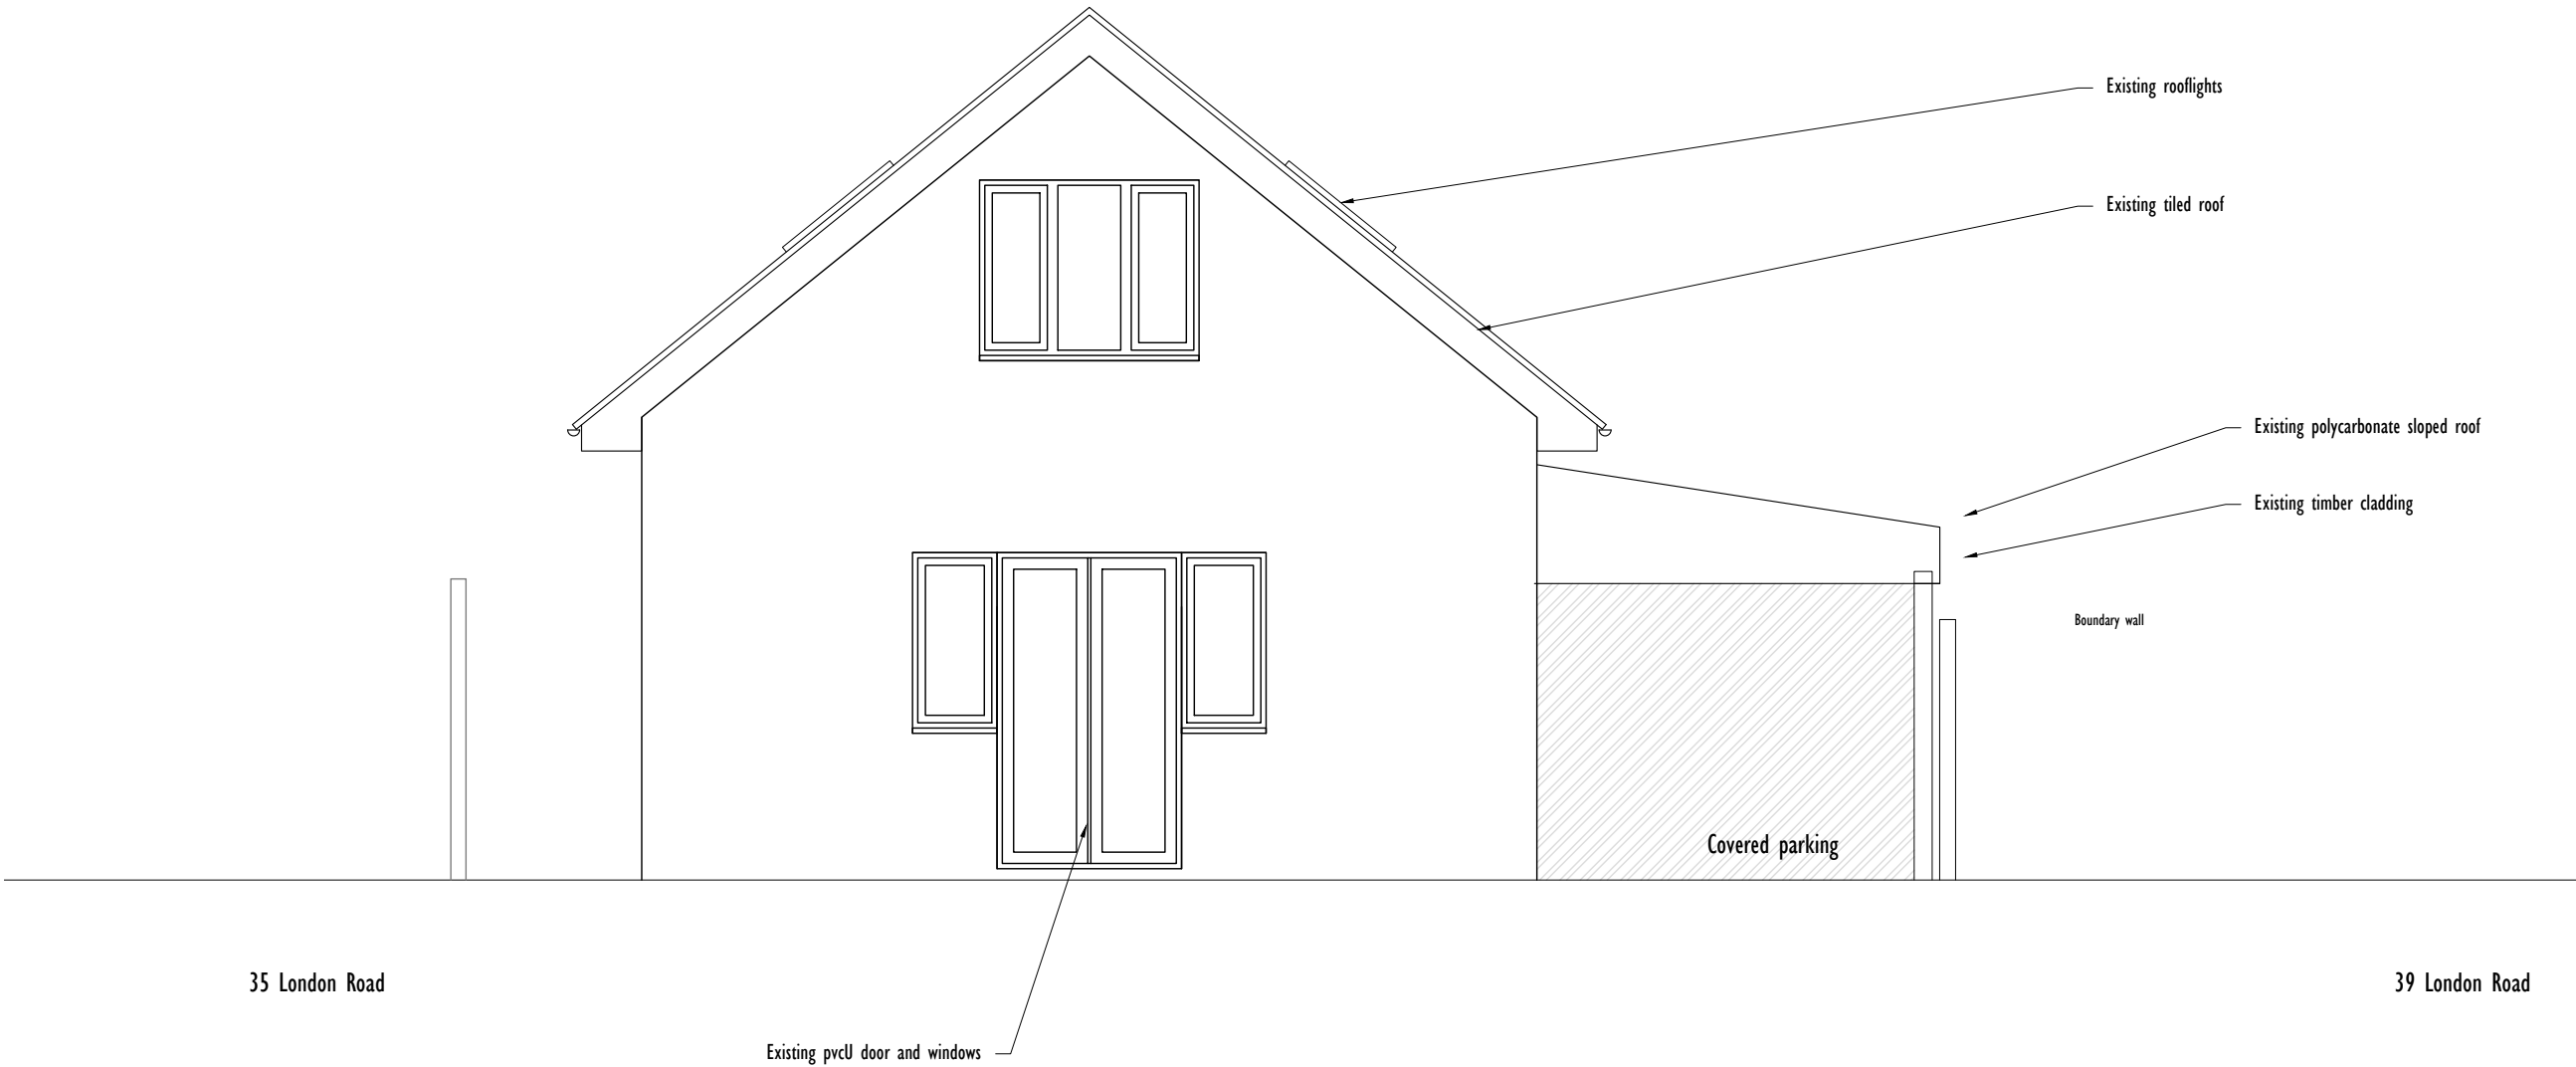 Existing rooflights
Existing tiled roof
Existing polycarbonate sloped roof
Existing timber cladding
Boundary wall
Covered parking
35 London Road
39 London Road
Existing pvcU door and windows